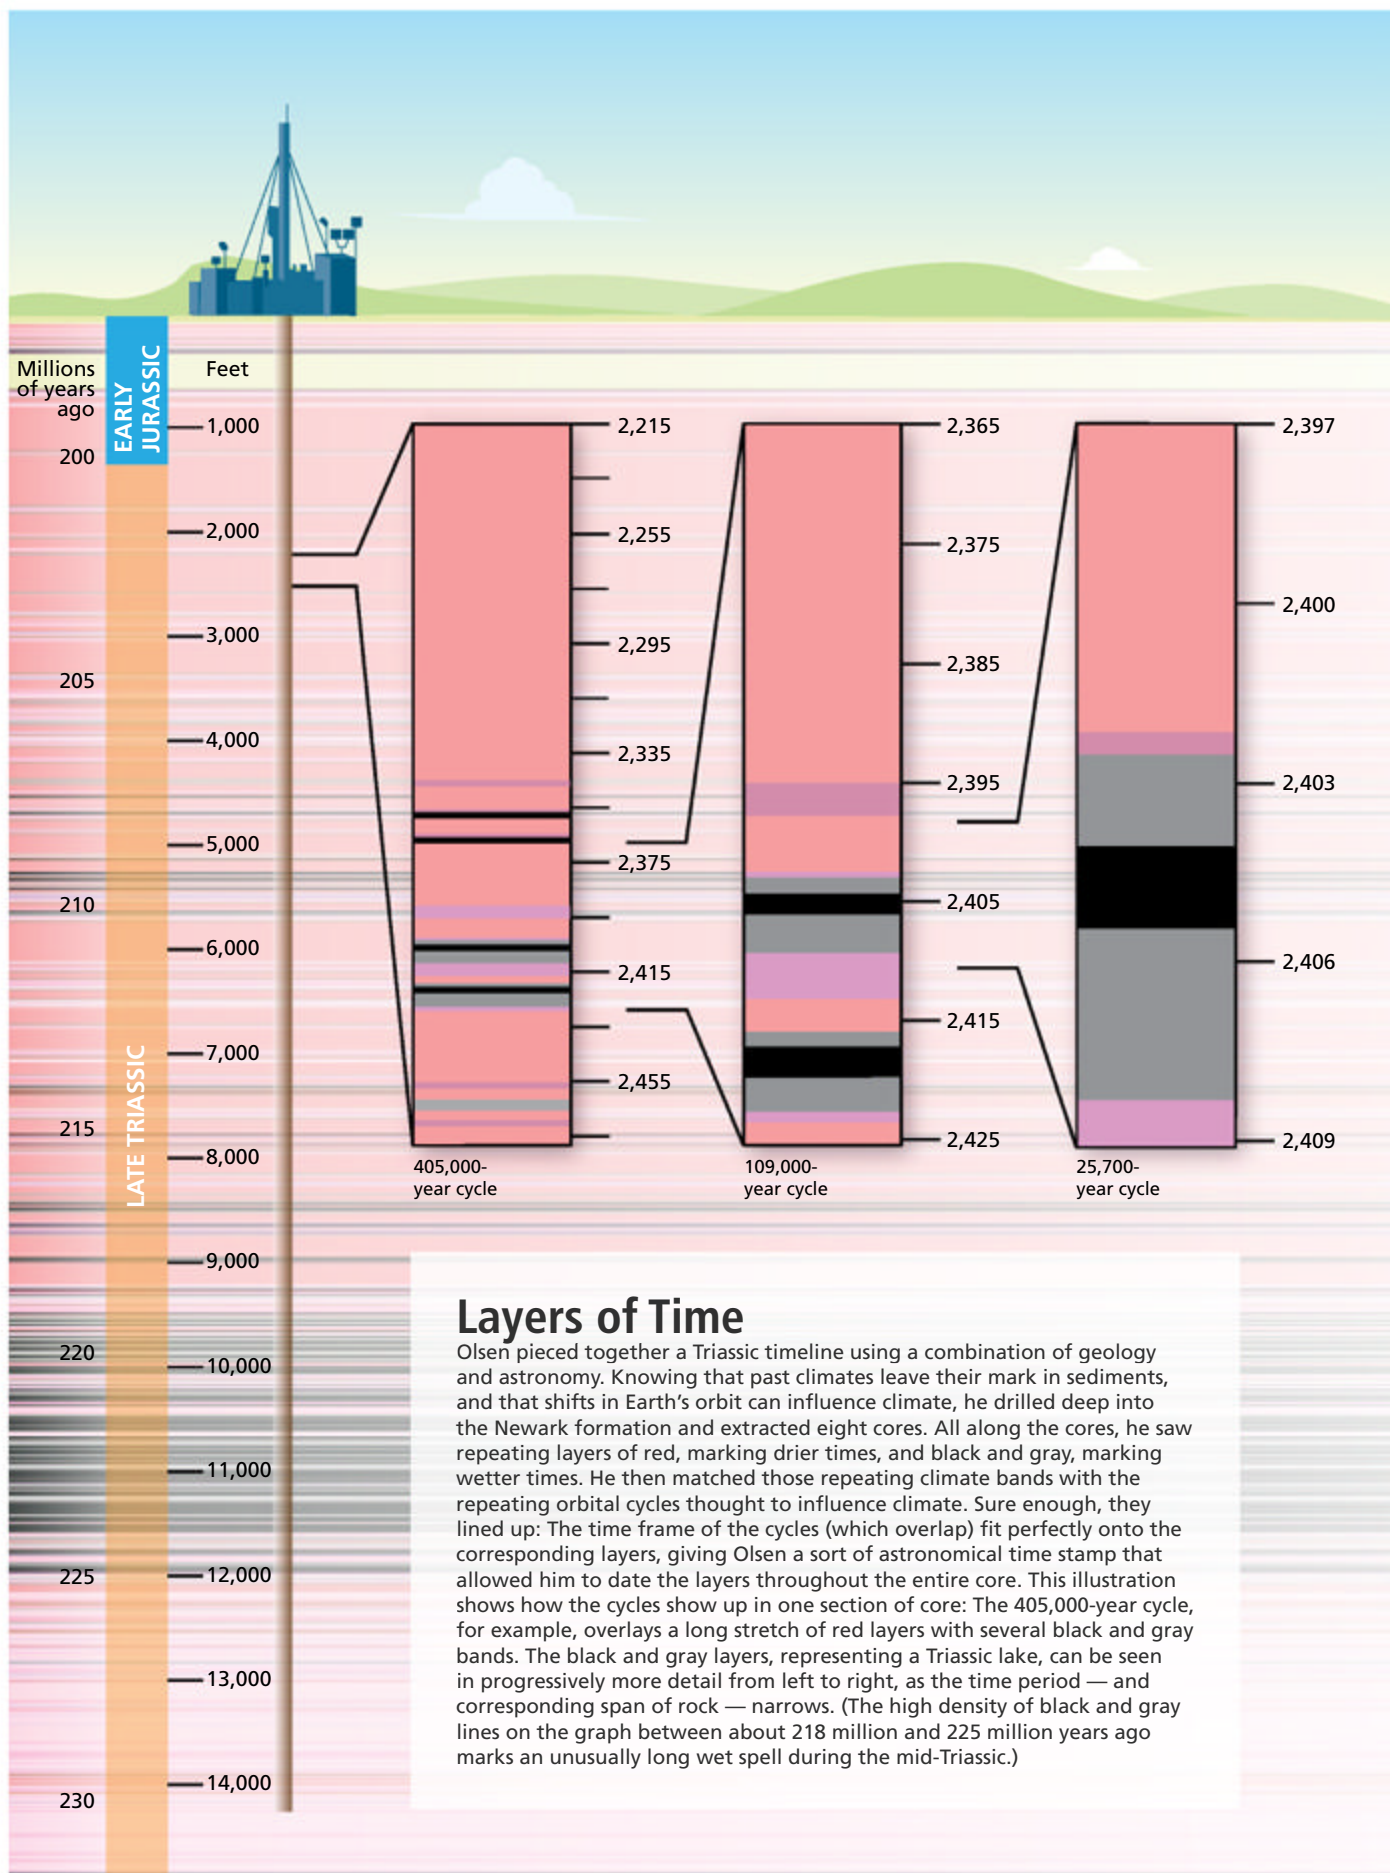 Millions
of years
ago
EARLY
JURASSIC
Feet
1,000
200
2,000
3,000
205
4,000
5,000
210
6,000
7,000
LATE TRIASSIC
215
8,000
9,000
220
10,000
11,000
225
12,000
13,000
14,000
230
2,215
2,255
2,295
2,335
2,375
2,415
2,455
405,000-
year cycle
2,365
2,375
2,385
2,395
2,405
2,415
2,425
109,000-
year cycle
2,397
2,400
2,403
2,406
2,409
25,700-
year cycle
Layers of Time
Olsen pieced together a Triassic timeline using a combination of geology
and astronomy. Knowing that past climates leave their mark in sediments,
and that shifts in Earth’s orbit can influence climate, he drilled deep into
the Newark formation and extracted eight cores. All along the cores, he saw
repeating layers of red, marking drier times, and black and gray, marking
wetter times. He then matched those repeating climate bands with the
repeating orbital cycles thought to influence climate. Sure enough, they
lined up: The time frame of the cycles (which overlap) fit perfectly onto the
corresponding layers, giving Olsen a sort of astronomical time stamp that
allowed him to date the layers throughout the entire core. This illustration
shows how the cycles show up in one section of core: The 405,000-year cycle,
for example, overlays a long stretch of red layers with several black and gray
bands. The black and gray layers, representing a Triassic lake, can be seen
in progressively more detail from left to right, as the time period — and
corresponding span of rock — narrows. (The high density of black and gray
lines on the graph between about 218 million and 225 million years ago
marks an unusually long wet spell during the mid-Triassic.)